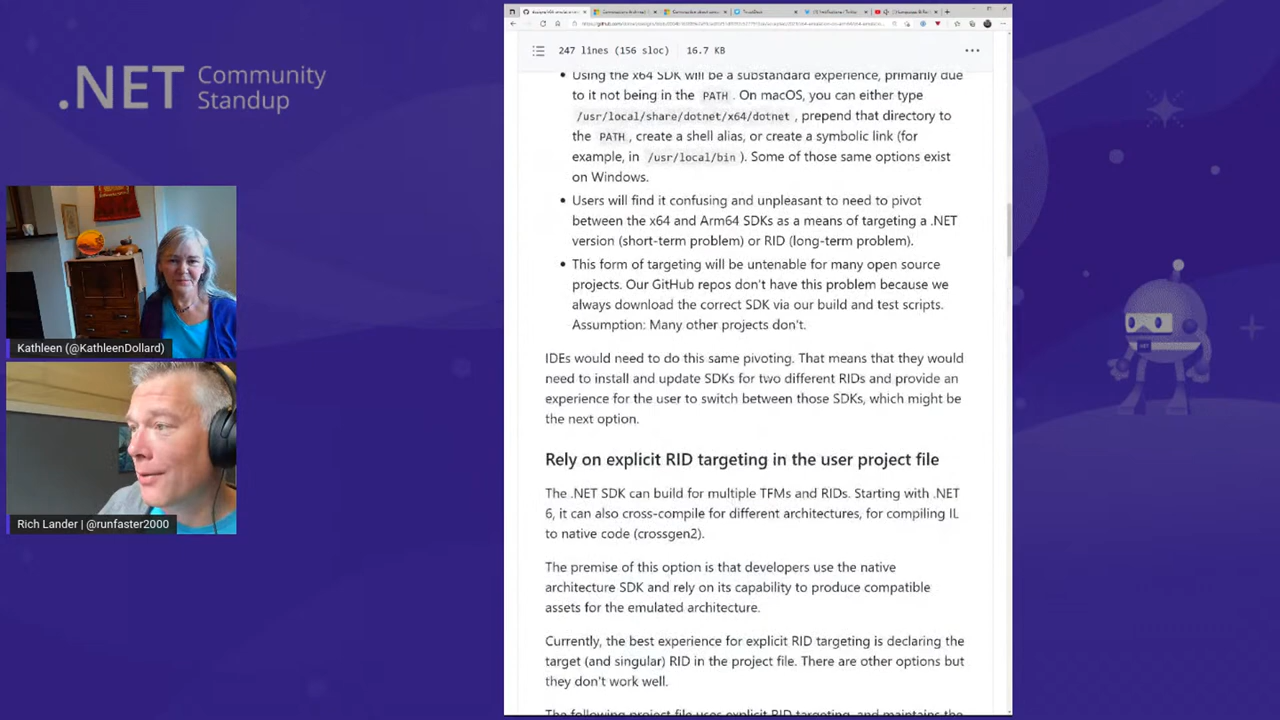 .NET Community
Standup
Kathleen (@KathleenDollard)
Rich Lander | @runfaster2000
247 lines (156 sloc) 16.7 KB
Using the x64 SDK will be a substandard experience, primarily due
to it not being in the PATH. On macOS, you can either type
/usr/local/share/dotnet/x64/dotnet, prepend that directory to
the PATH, create a shell alias, or create a symbolic link (for
example, in /usr/local/bin). Some of those same options exist
on Windows.
Users will find it confusing and unpleasant to need to pivot
between the x64 and Arm64 SDKs as a means of targeting a .NET
version (short-term problem) or RID (long-term problem).
This form of targeting will be untenable for many open source
projects. Our GitHub repos don't have this problem because we
always download the correct SDK via our build and test scripts.
Assumption: Many other projects don't.
IDEs would need to do this same pivoting. That means that they would
need to install and update SDKs for two different RIDs and provide an
experience for the user to switch between those SDKs, which might be
the next option.
Rely on explicit RID targeting in the user project file
The .NET SDK can build for multiple TFMs and RIDs. Starting with .NET
6, it can also cross-compile for different architectures, for compiling IL
to native code (crossgen2).
The premise of this option is that developers use the native
architecture SDK and rely on its capability to produce compatible
assets for the emulated architecture.
Currently, the best experience for explicit RID targeting is declaring the
target (and singular) RID in the project file. There are other options but
they don't work well.
The following project file uses explicit RID targeting, and maintains the